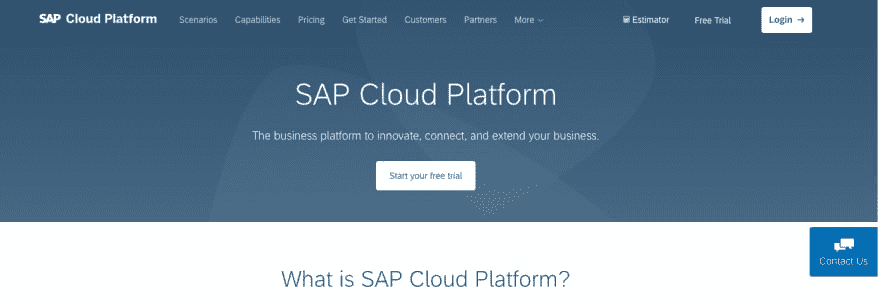 SAP Cloud Platform Scenarios Capabilities Pricing Get Started Customers Partners More Estimator Free Trial Login →
SAP Cloud Platform
The business platform to innovate, connect, and extend your business.
Start your free trial
Contact Us
What is SAP Cloud Platform?